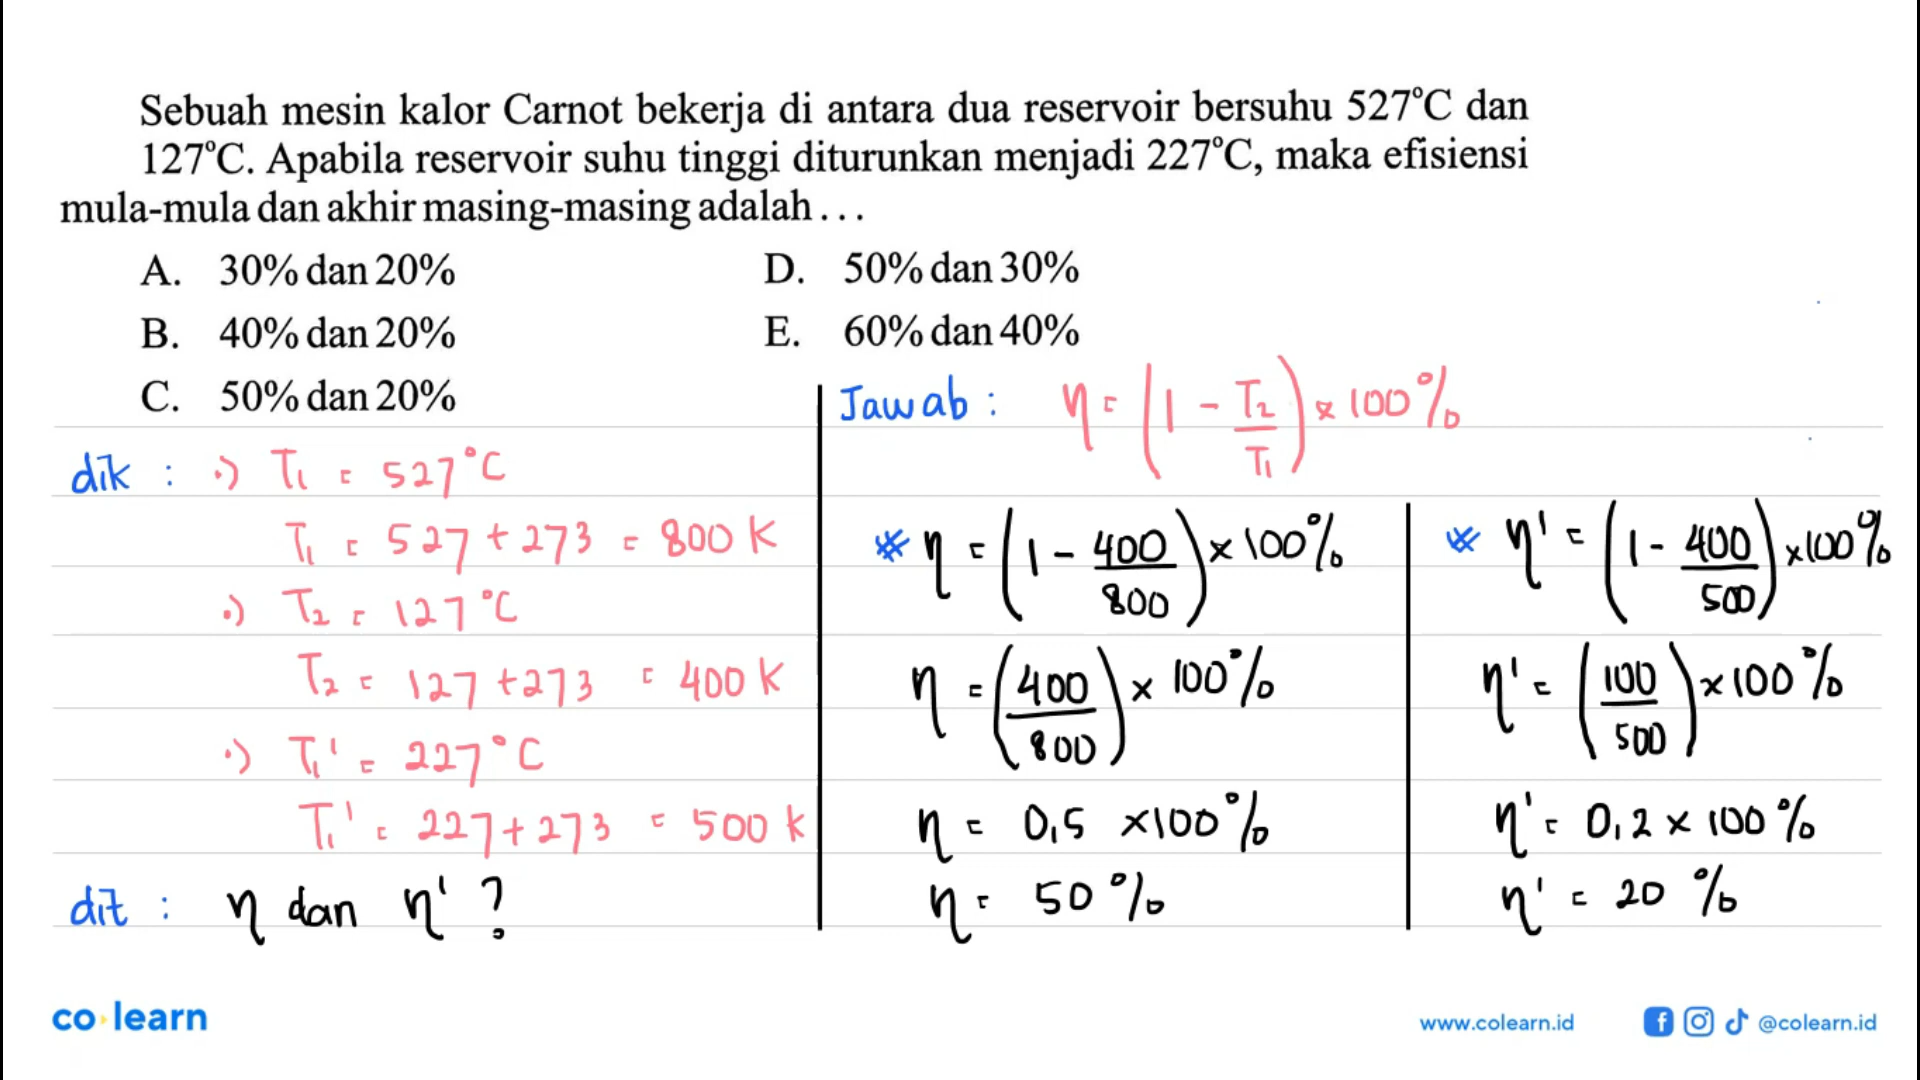 Sebuah mesin kalor Carnot bekerja di antara dua reservoir bersuhu 527°C dan
127°C. Apabila reservoir suhu tinggi diturunkan menjadi 227°C, maka efisiensi
mula-mula dan akhir masing-masing adalah . . .
A. 30% dan 20%
B. 40% dan 20%
C. 50% dan 20%
D. 50% dan 30%
E. 60% dan 40%
dik : •) T₁ = 527°C
T₁ = 527 + 273 = 800 K
•) T₂ = 127°C
T₂ = 127 + 273 = 400 K
•) T₁' = 227°C
T₁' = 227 + 273 = 500 K
dit : η dan η' ?
Jawab : η = (1 - T₂/T₁) × 100%
* η = (1 - 400/800) × 100%
η = (400/800) × 100%
η = 0,5 × 100%
η = 50%
* η' = (1 - 400/500) × 100%
η' = (100/500) × 100%
η' = 0,2 × 100%
η' = 20%
co learn
www.colearn.id
@colearn.id